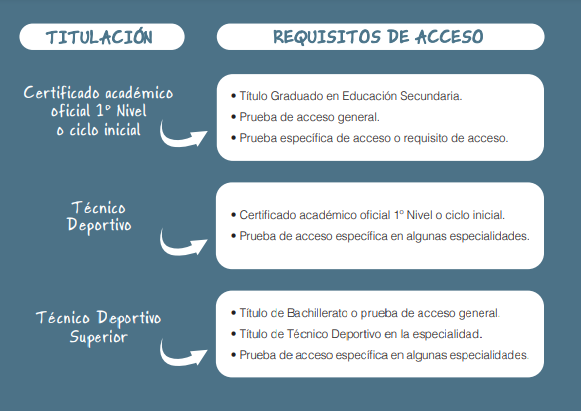 TITULACIÓN
REQUISITOS DE ACCESO
Certificado académico
oficial 1º Nivel
o ciclo inicial
• Título Graduado en Educación Secundaria.
• Prueba de acceso general.
• Prueba específica de acceso o requisito de acceso.
Técnico
Deportivo
• Certificado académico oficial 1º Nivel o ciclo inicial.
• Prueba de acceso específica en algunas especialidades.
Técnico Deportivo
Superior
• Título de Bachillerato o prueba de acceso general
• Título de Técnico Deportivo en la especialidad.
• Prueba de acceso específica en algunas especialidades